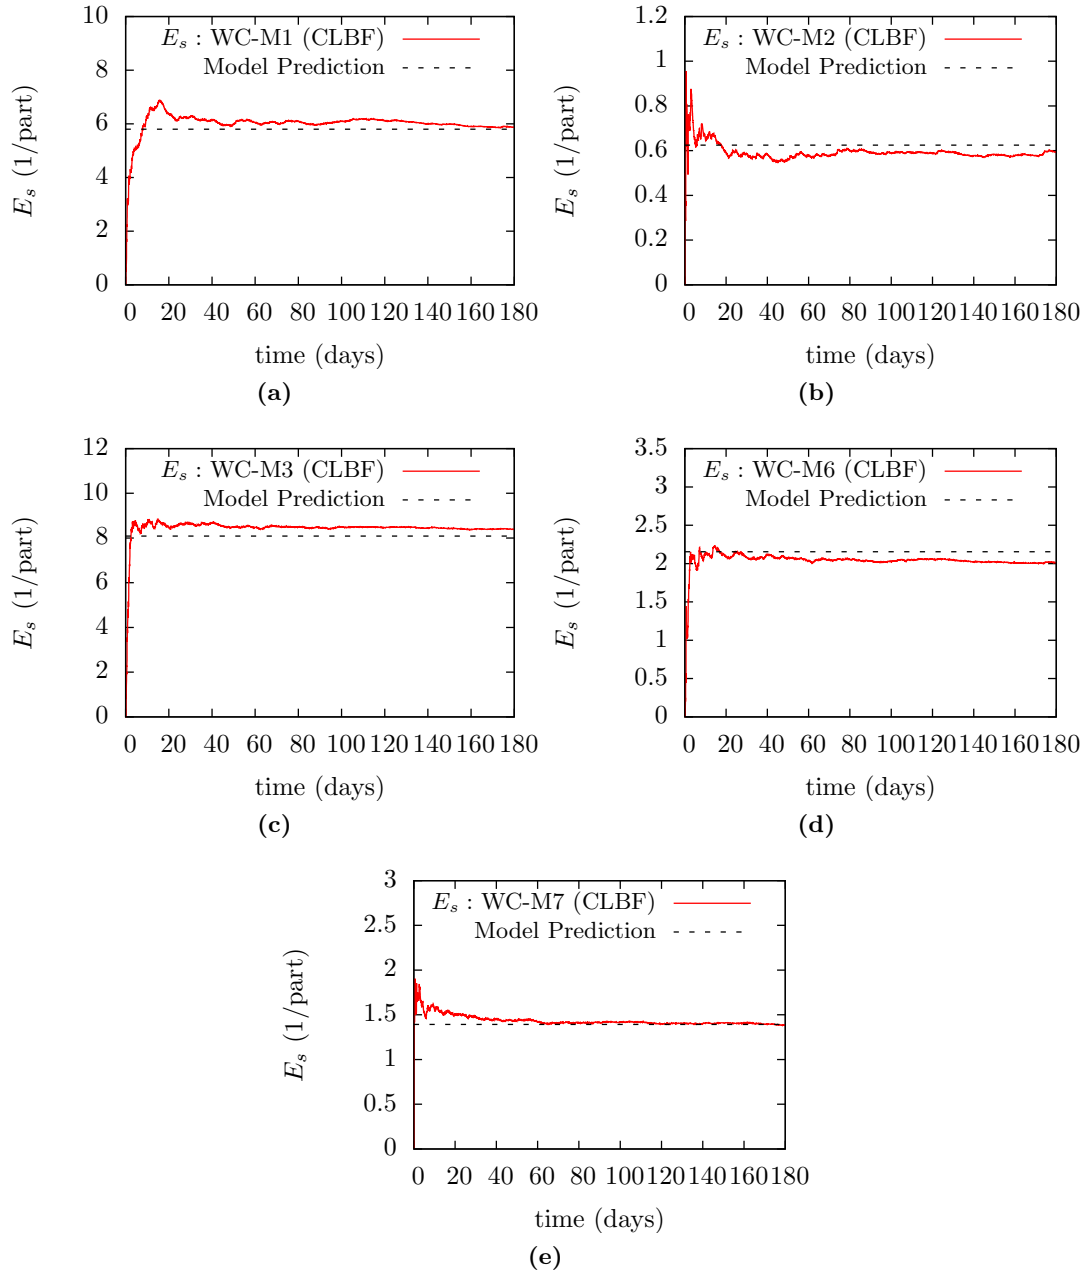 10
8
6
4
2
0
E_s (1/part)
E_s : WC-M1 (CLBF)
Model Prediction
0 20 40 60 80 100 120 140 160 180
time (days)
(a)
1.2
1
0.8
0.6
0.4
0.2
0
E_s (1/part)
E_s : WC-M2 (CLBF)
Model Prediction
0 20 40 60 80 100 120 140 160 180
time (days)
(b)
12
10
8
6
4
2
0
E_s (1/part)
E_s : WC-M3 (CLBF)
Model Prediction
0 20 40 60 80 100 120 140 160 180
time (days)
(c)
3.5
3
2.5
2
1.5
1
0.5
0
E_s (1/part)
E_s : WC-M6 (CLBF)
Model Prediction
0 20 40 60 80 100 120 140 160 180
time (days)
(d)
3
2.5
2
1.5
1
0.5
0
E_s (1/part)
E_s : WC-M7 (CLBF)
Model Prediction
0 20 40 60 80 100 120 140 160 180
time (days)
(e)